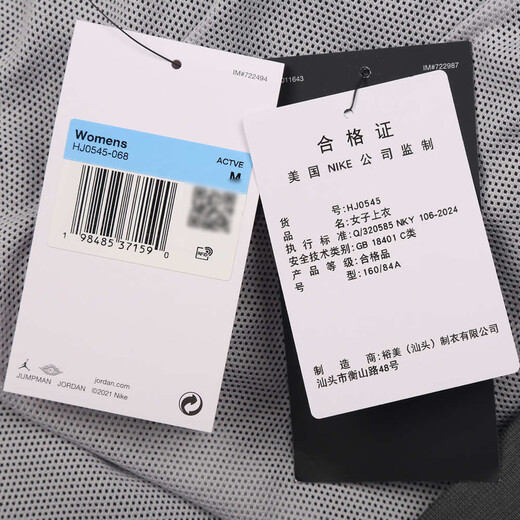 IM#722494
Womens
HJ0545-068
ACTVE
M
1 98485 37159 0
RFID
JUMPMAN JORDAN
jordan.com
©2021 Nike
011643
IM#722987
合格证
美国 NIKE 公司监制
货 号:HJ0545
品 名:女子上衣
执行标准:Q/320585 NKY 106-2024
安全技术类别:GB 18401 C类
产品等级:合格品
号 型:160/84A
制造商:裕美(汕头)制衣有限公司
汕头市衡山路48号